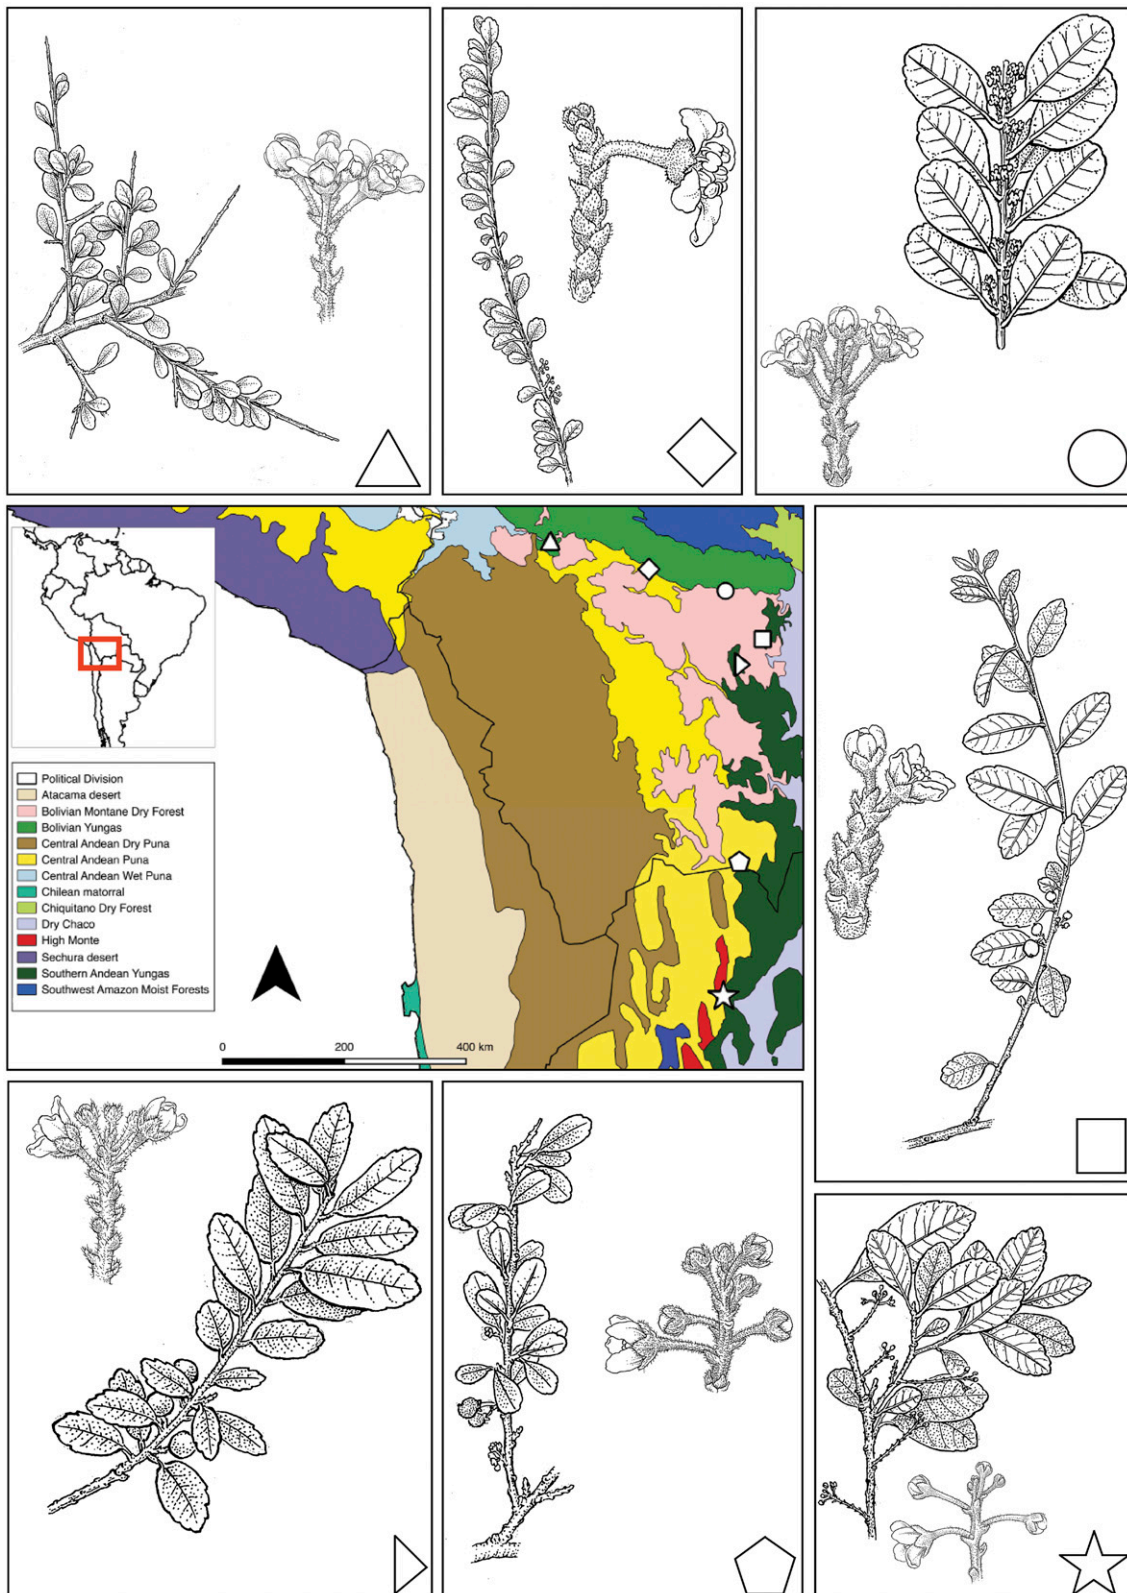 Political Division
Atacama desert
Bolivian Montane Dry Forest
Bolivian Yungas
Central Andean Dry Puna
Central Andean Puna
Central Andean Wet Puna
Chilean matorral
Chiquitano Dry Forest
Dry Chaco
High Monte
Sechura desert
Southern Andean Yungas
Southwest Amazon Moist Forests
0 200 400 km